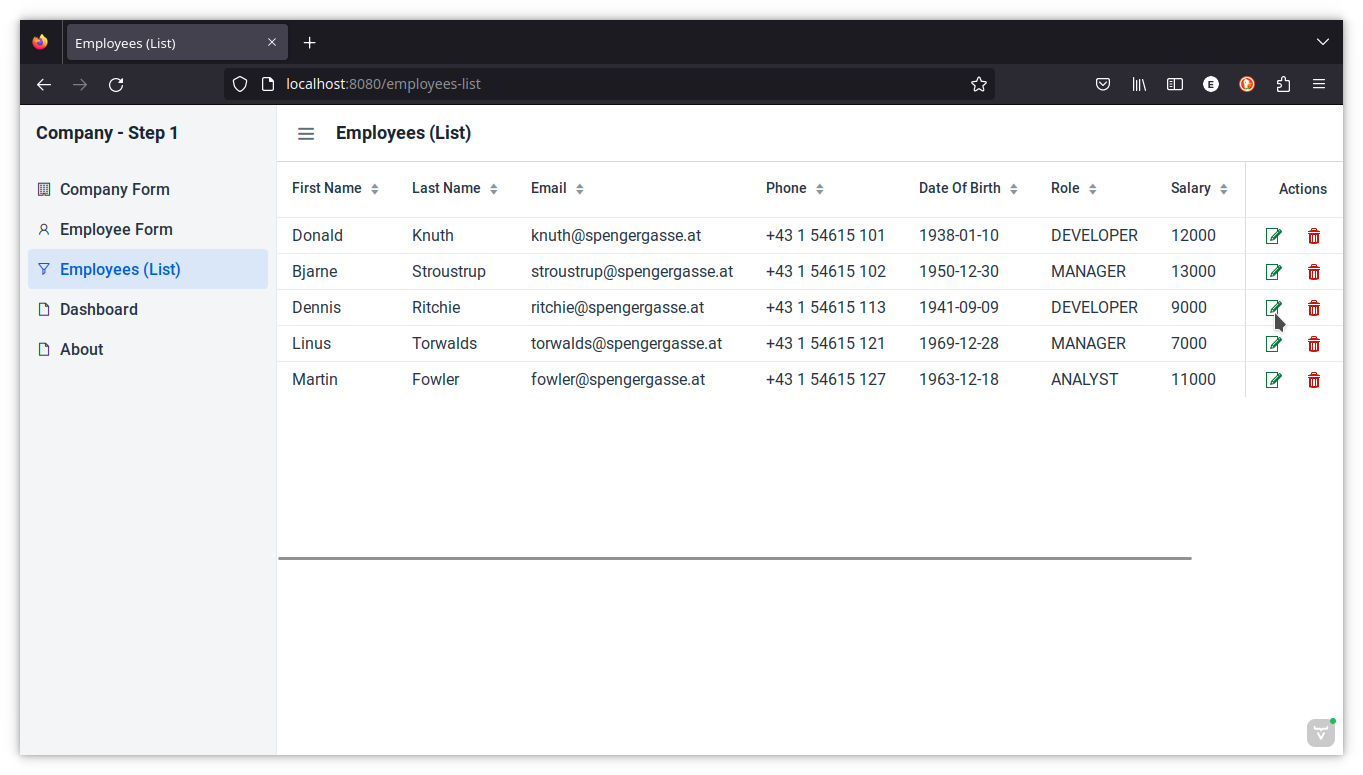 Employees (List)
localhost:8080/employees-list
E
Company - Step 1
Employees (List)
Company Form
Employee Form
Employees (List)
Dashboard
About
First Name Last Name Email Phone Date Of Birth Role Salary Actions
Donald Knuth knuth@spengergasse.at +43 1 54615 101 1938-01-10 DEVELOPER 12000
Bjarne Stroustrup stroustrup@spengergasse.at +43 1 54615 102 1950-12-30 MANAGER 13000
Dennis Ritchie ritchie@spengergasse.at +43 1 54615 113 1941-09-09 DEVELOPER 9000
Linus Torwalds torwalds@spengergasse.at +43 1 54615 121 1969-12-28 MANAGER 7000
Martin Fowler fowler@spengergasse.at +43 1 54615 127 1963-12-18 ANALYST 11000